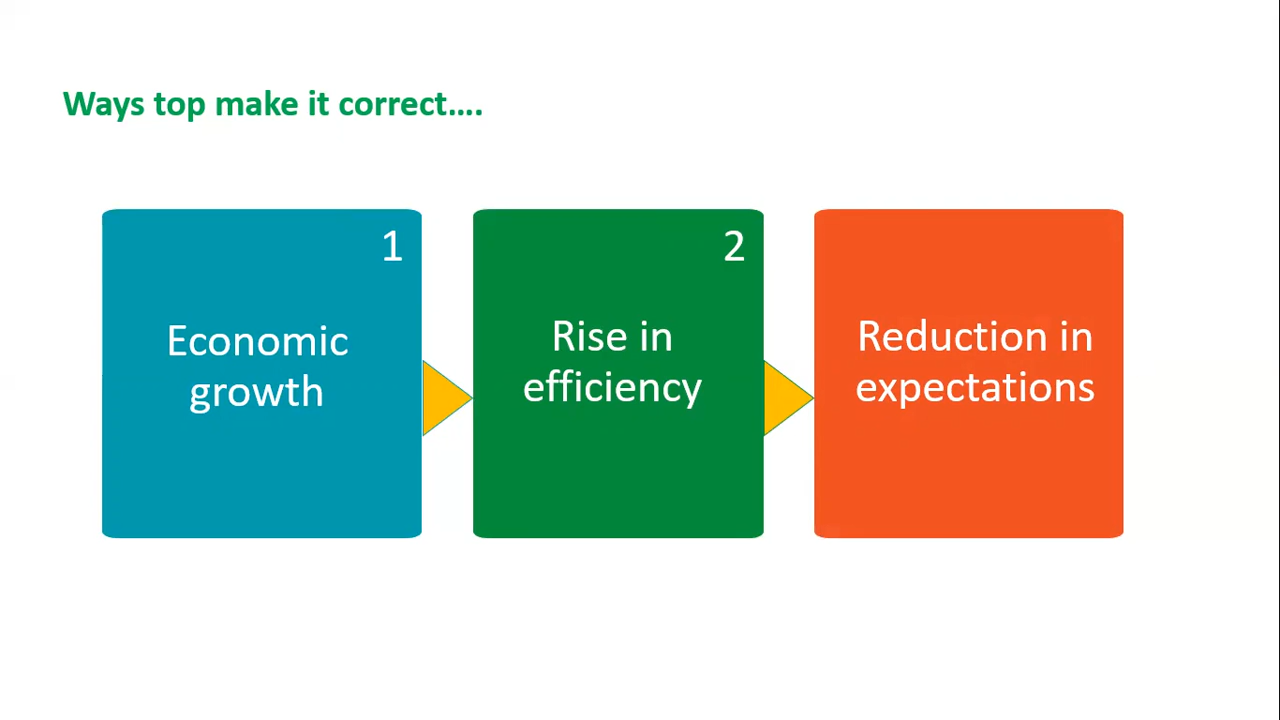 Ways top make it correct....
1
Economic
growth
2
Rise in
efficiency
Reduction in
expectations